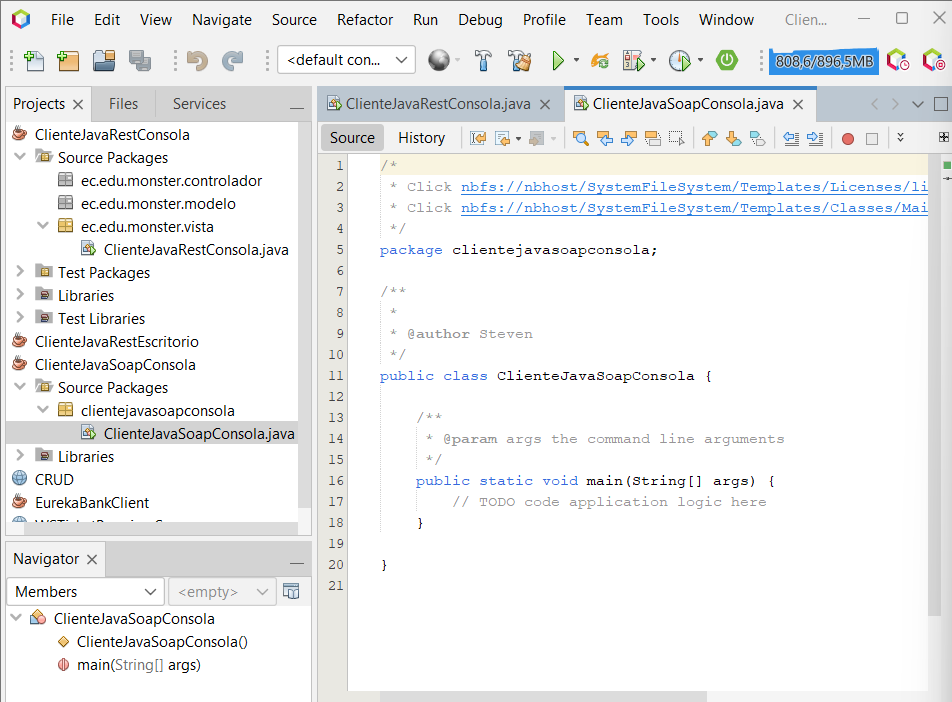 File Edit View Navigate Source Refactor Run Debug Profile Team Tools Window Clien...
<default con... 808,6/896,5MB
Projects Files Services
ClienteJavaRestConsola
Source Packages
ec.edu.monster.controlador
ec.edu.monster.modelo
ec.edu.monster.vista
ClienteJavaRestConsola.java
Test Packages
Libraries
Test Libraries
ClienteJavaRestEscritorio
ClienteJavaSoapConsola
Source Packages
clientejavasoapconsola
ClienteJavaSoapConsola.java
Libraries
CRUD
EurekaBankClient
Navigator
Members <empty>
ClienteJavaSoapConsola
ClienteJavaSoapConsola()
main(String[] args)
ClienteJavaRestConsola.java ClienteJavaSoapConsola.java
Source History
1 /*
2 * Click nbfs://nbhost/SystemFileSystem/Templates/Licenses/li
3 * Click nbfs://nbhost/SystemFileSystem/Templates/Classes/Mai
4 */
5 package clientejavasoapconsola;
6
7 /**
8 *
9 * @author Steven
10 */
11 public class ClienteJavaSoapConsola {
12
13 /**
14 * @param args the command line arguments
15 */
16 public static void main(String[] args) {
17 // TODO code application logic here
18 }
19
20 }
21